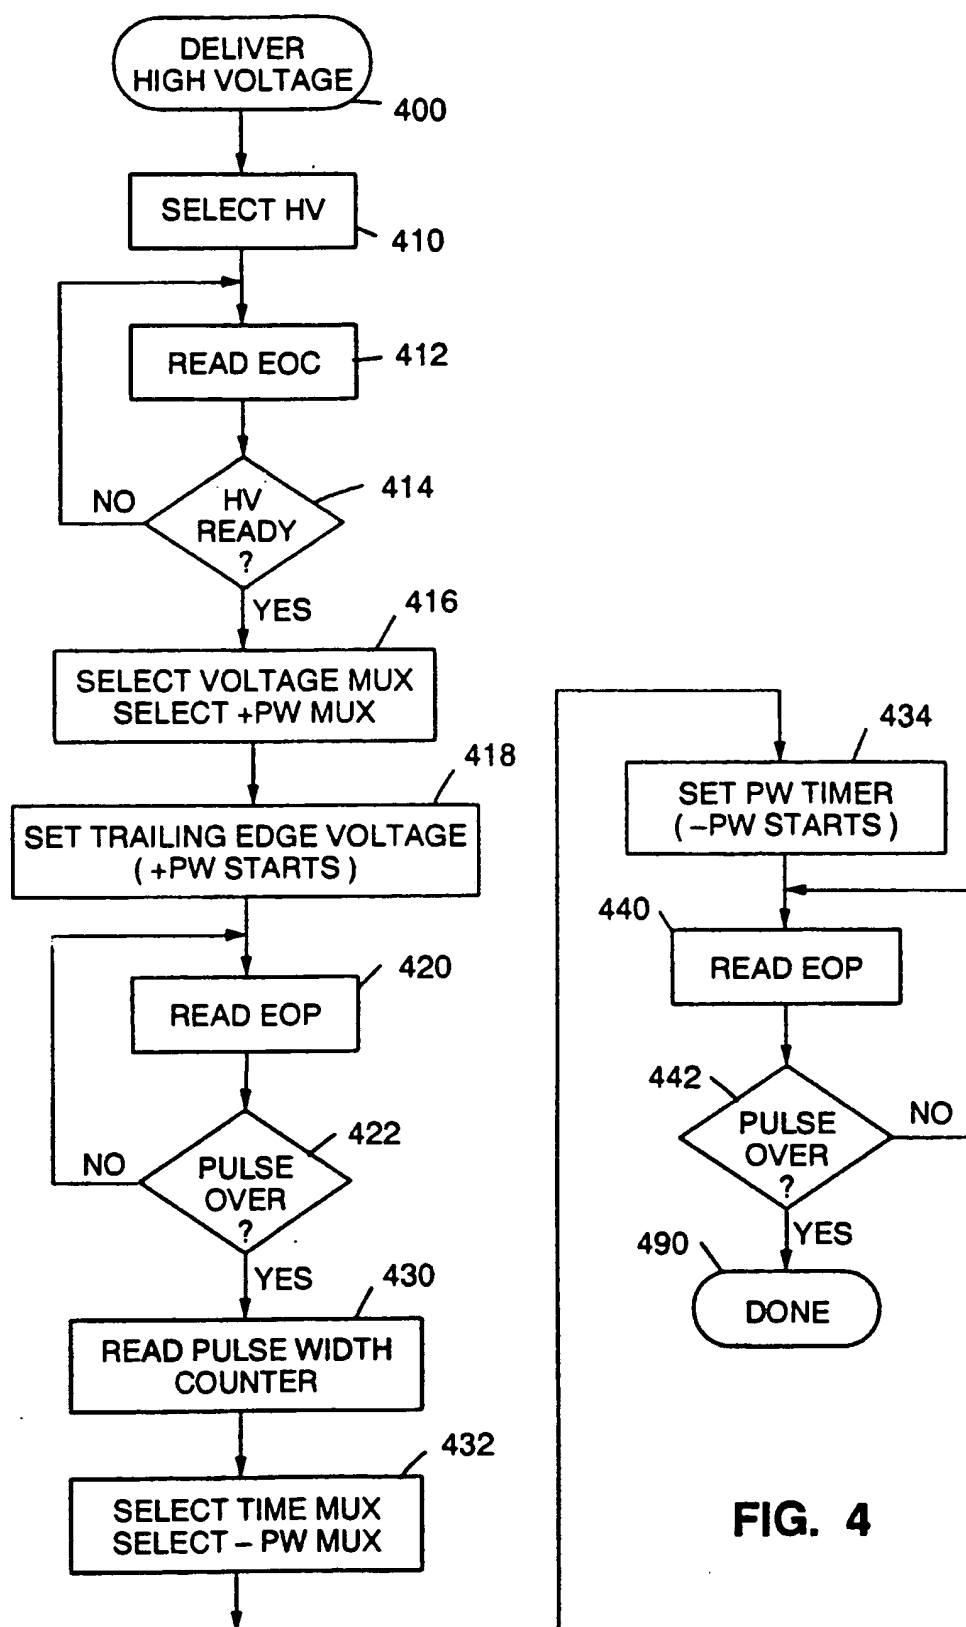 DELIVER
HIGH VOLTAGE
400
SELECT HV
410
READ EOC
412
HV
READY
?
414
NO
YES
416
SELECT VOLTAGE MUX
SELECT +PW MUX
418
SET TRAILING EDGE VOLTAGE
( +PW STARTS )
420
READ EOP
422
PULSE
OVER
?
NO
YES
430
READ PULSE WIDTH
COUNTER
432
SELECT TIME MUX
SELECT – PW MUX
434
SET PW TIMER
( –PW STARTS )
440
READ EOP
442
PULSE
OVER
?
NO
YES
490
DONE
FIG. 4